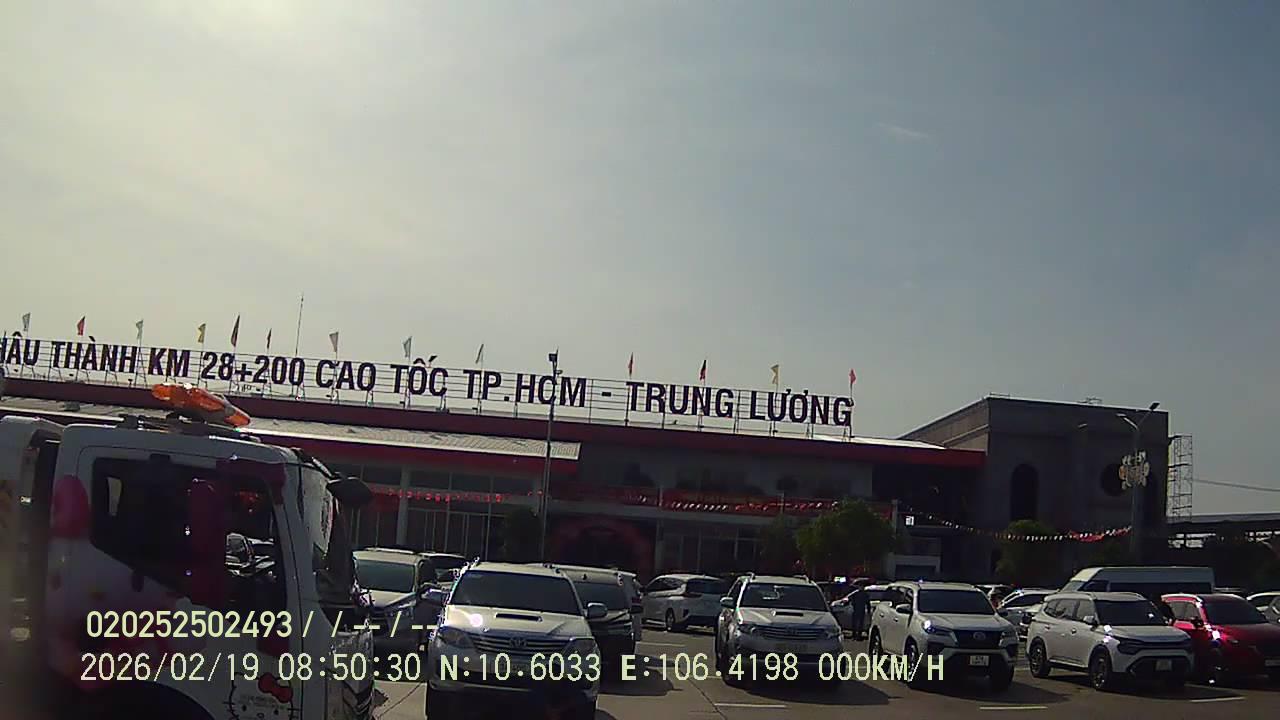 HÂU THÀNH KM 28+200 CAO TỐC TP.HCM - TRUNG LƯƠNG
020252502493 / / -- / --
2026/02/19 08:50:30 N:10.6033 E:106.4198 000KM/H